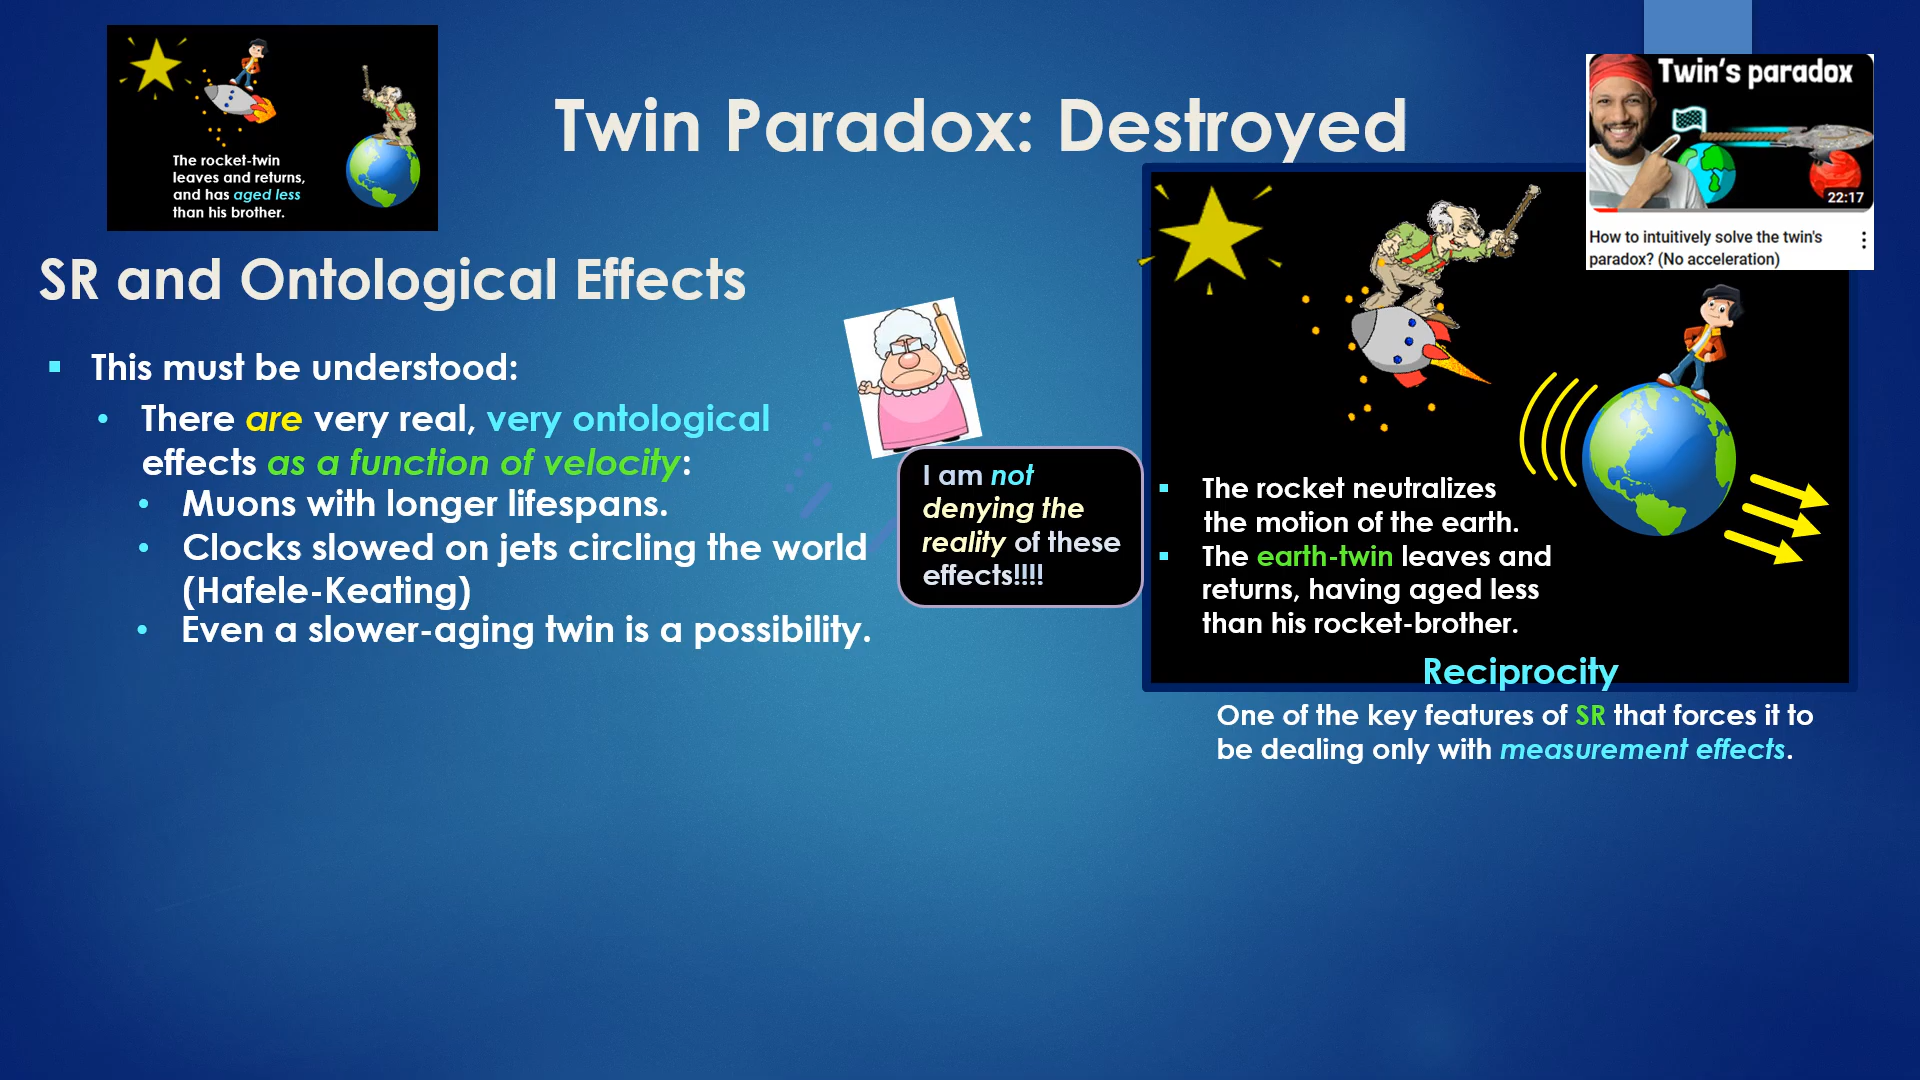 The rocket-twin
leaves and returns,
and has aged less
than his brother.
Twin Paradox: Destroyed
Twin's paradox
22:17
How to intuitively solve the twin's
paradox? (No acceleration)
SR and Ontological Effects
This must be understood:
There are very real, very ontological
effects as a function of velocity:
Muons with longer lifespans.
Clocks slowed on jets circling the world
(Hafele-Keating)
Even a slower-aging twin is a possibility.
I am not
denying the
reality of these
effects!!!!
The rocket neutralizes
the motion of the earth.
The earth-twin leaves and
returns, having aged less
than his rocket-brother.
Reciprocity
One of the key features of SR that forces it to
be dealing only with measurement effects.